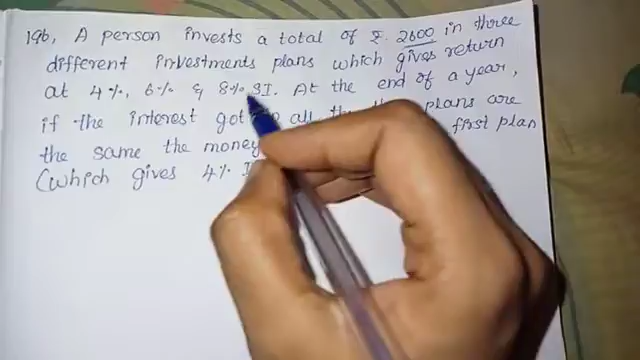 196, A person invests a total of ₹. 2600 in three
different investments plans which gives return
at 4%, 6% & 8% SI. At the end of a year,
if the interest got all the plans are
the same the money first plan
(which gives 4%